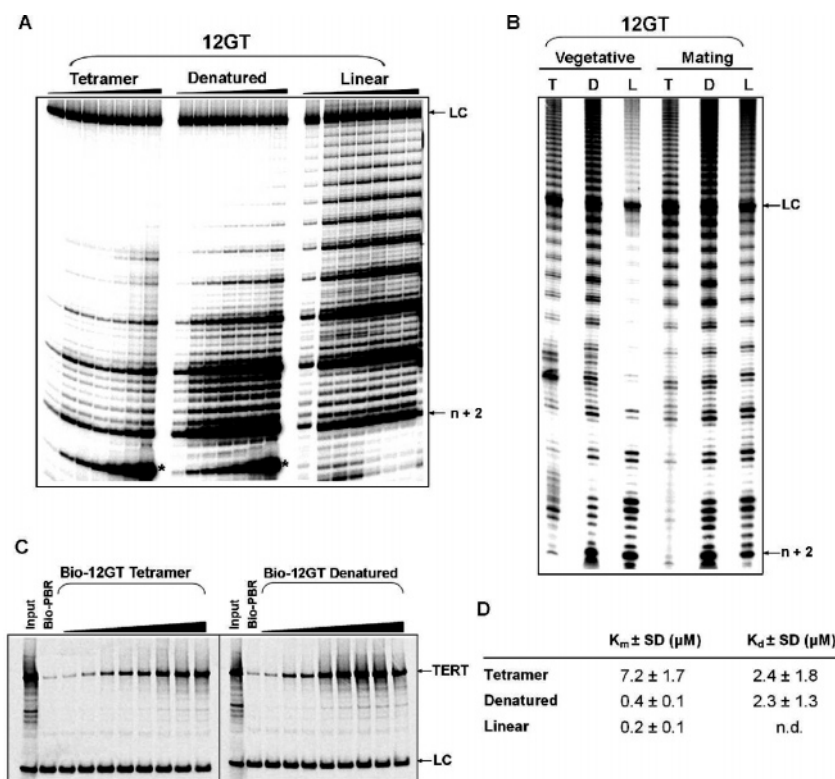 A
12GT
Tetramer Denatured Linear
LC
n + 2
*
*
B
12GT
Vegetative Mating
T D L T D L
LC
n + 2
C
Bio-12GT Tetramer Bio-12GT Denatured
Input Bio-PBR Input Bio-PBR
TERT
LC
D
Km ± SD (µM) Kd ± SD (µM)
Tetramer 7.2 ± 1.7 2.4 ± 1.8
Denatured 0.4 ± 0.1 2.3 ± 1.3
Linear 0.2 ± 0.1 n.d.